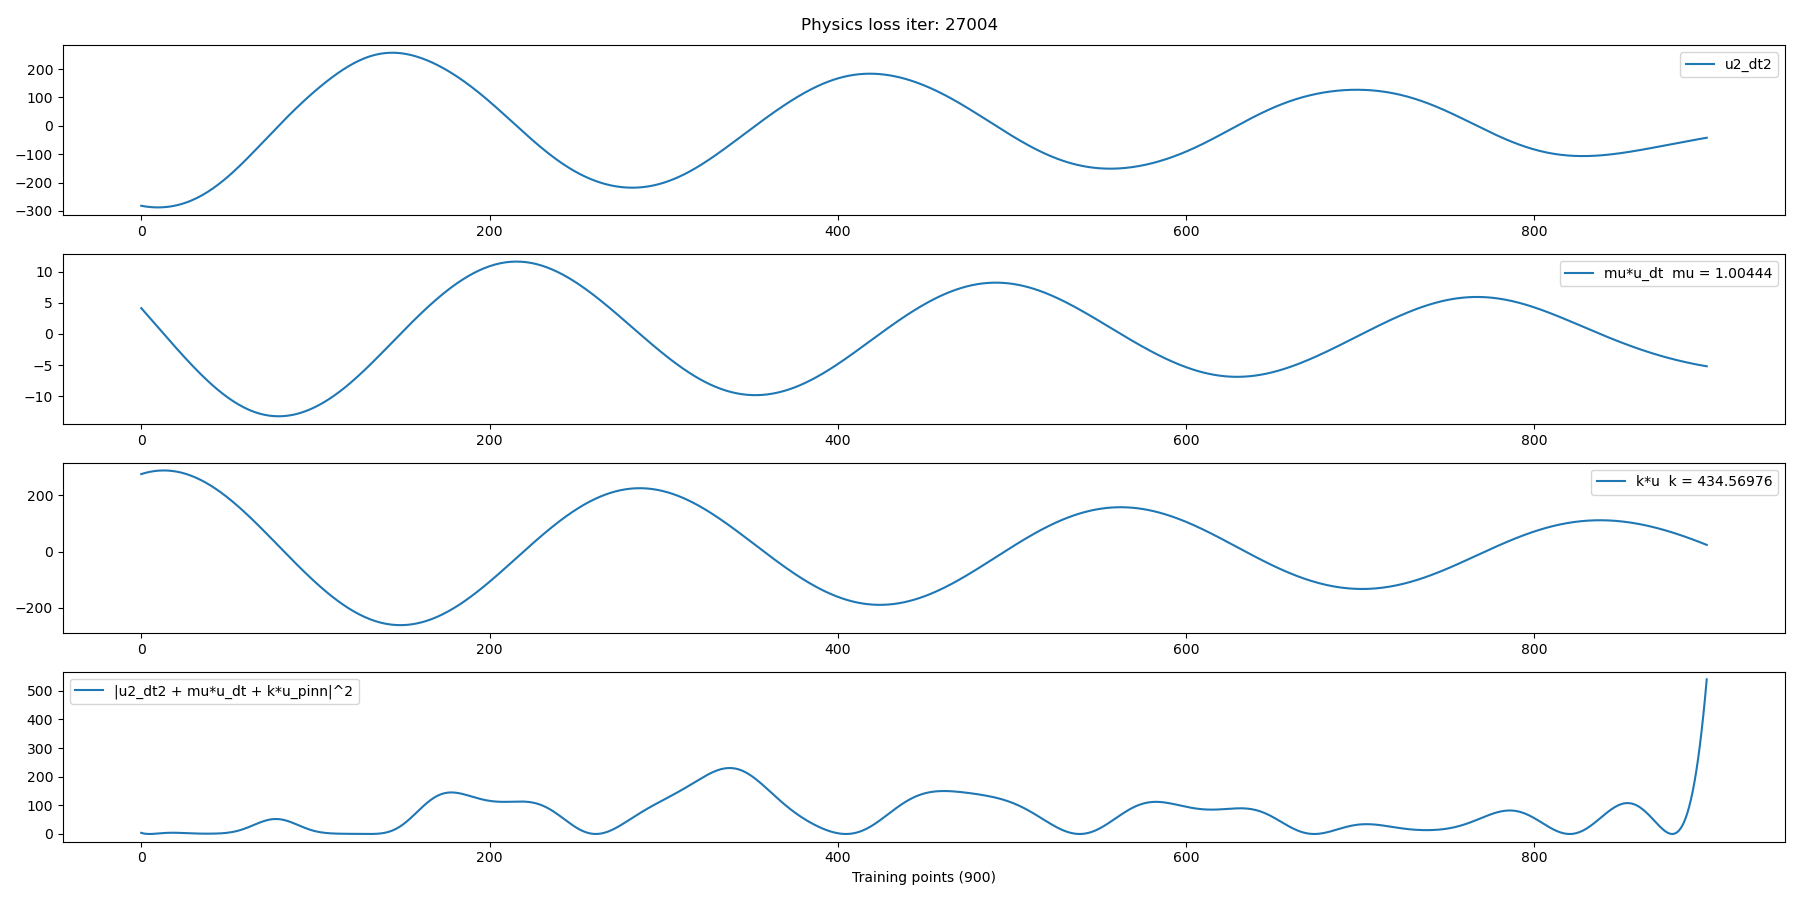 Physics loss iter: 27004
200
100
0
−100
−200
−300
u2_dt2
0 200 400 600 800
10
5
0
−5
−10
mu*u_dt  mu = 1.00444
0 200 400 600 800
200
0
−200
k*u  k = 434.56976
0 200 400 600 800
500
400
300
200
100
0
|u2_dt2 + mu*u_dt + k*u_pinn|^2
0 200 400 600 800
Training points (900)